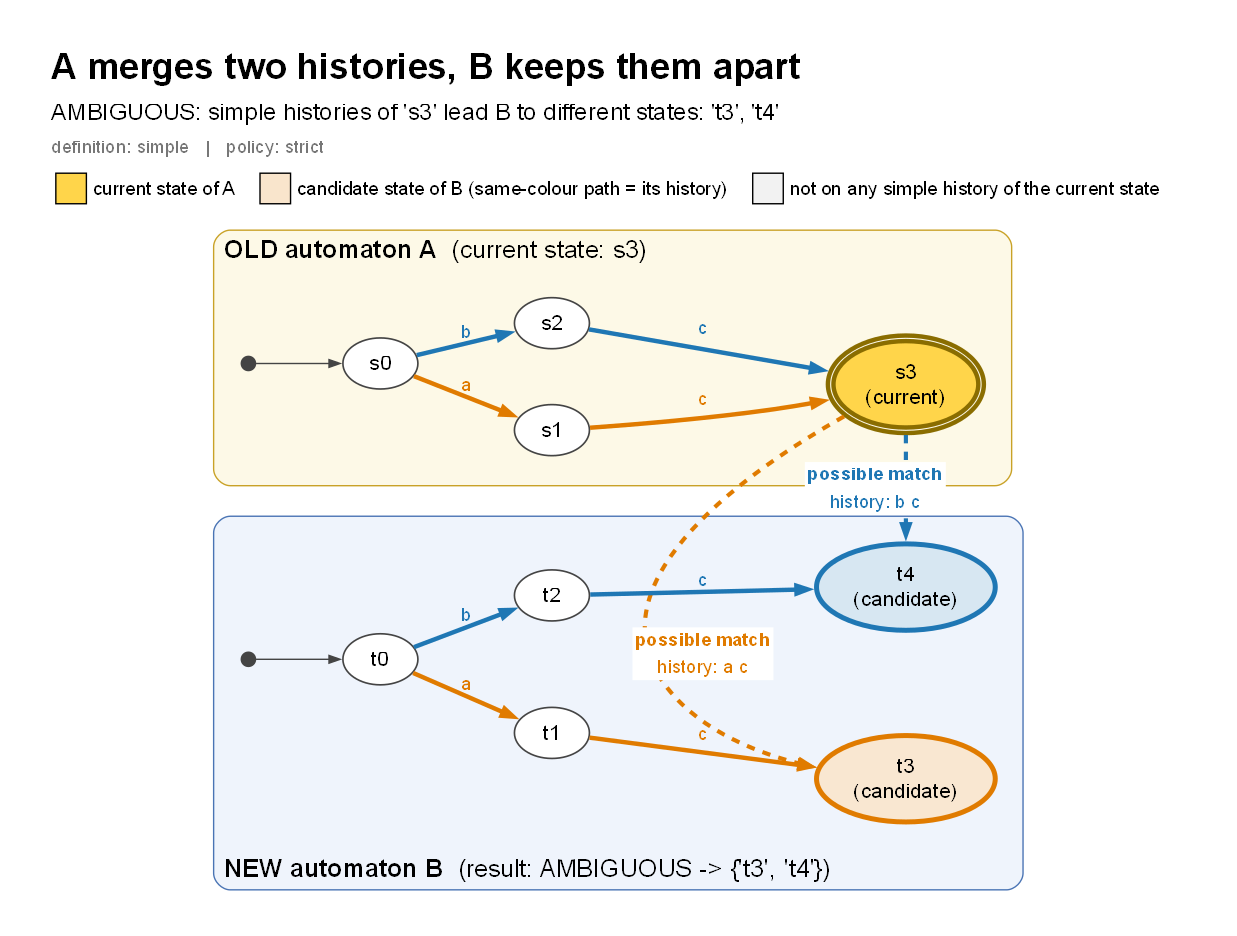 A merges two histories, B keeps them apart
AMBIGUOUS: simple histories of 's3' lead B to different states: 't3', 't4'
definition: simple | policy: strict
current state of A
candidate state of B (same-colour path = its history)
not on any simple history of the current state
OLD automaton A (current state: s3)
s0
b
a
s2
s1
c
c
s3
(current)
possible match
history: b c
t0
b
a
t2
t1
c
c
possible match
history: a c
t4
(candidate)
t3
(candidate)
NEW automaton B (result: AMBIGUOUS -> {'t3', 't4'})